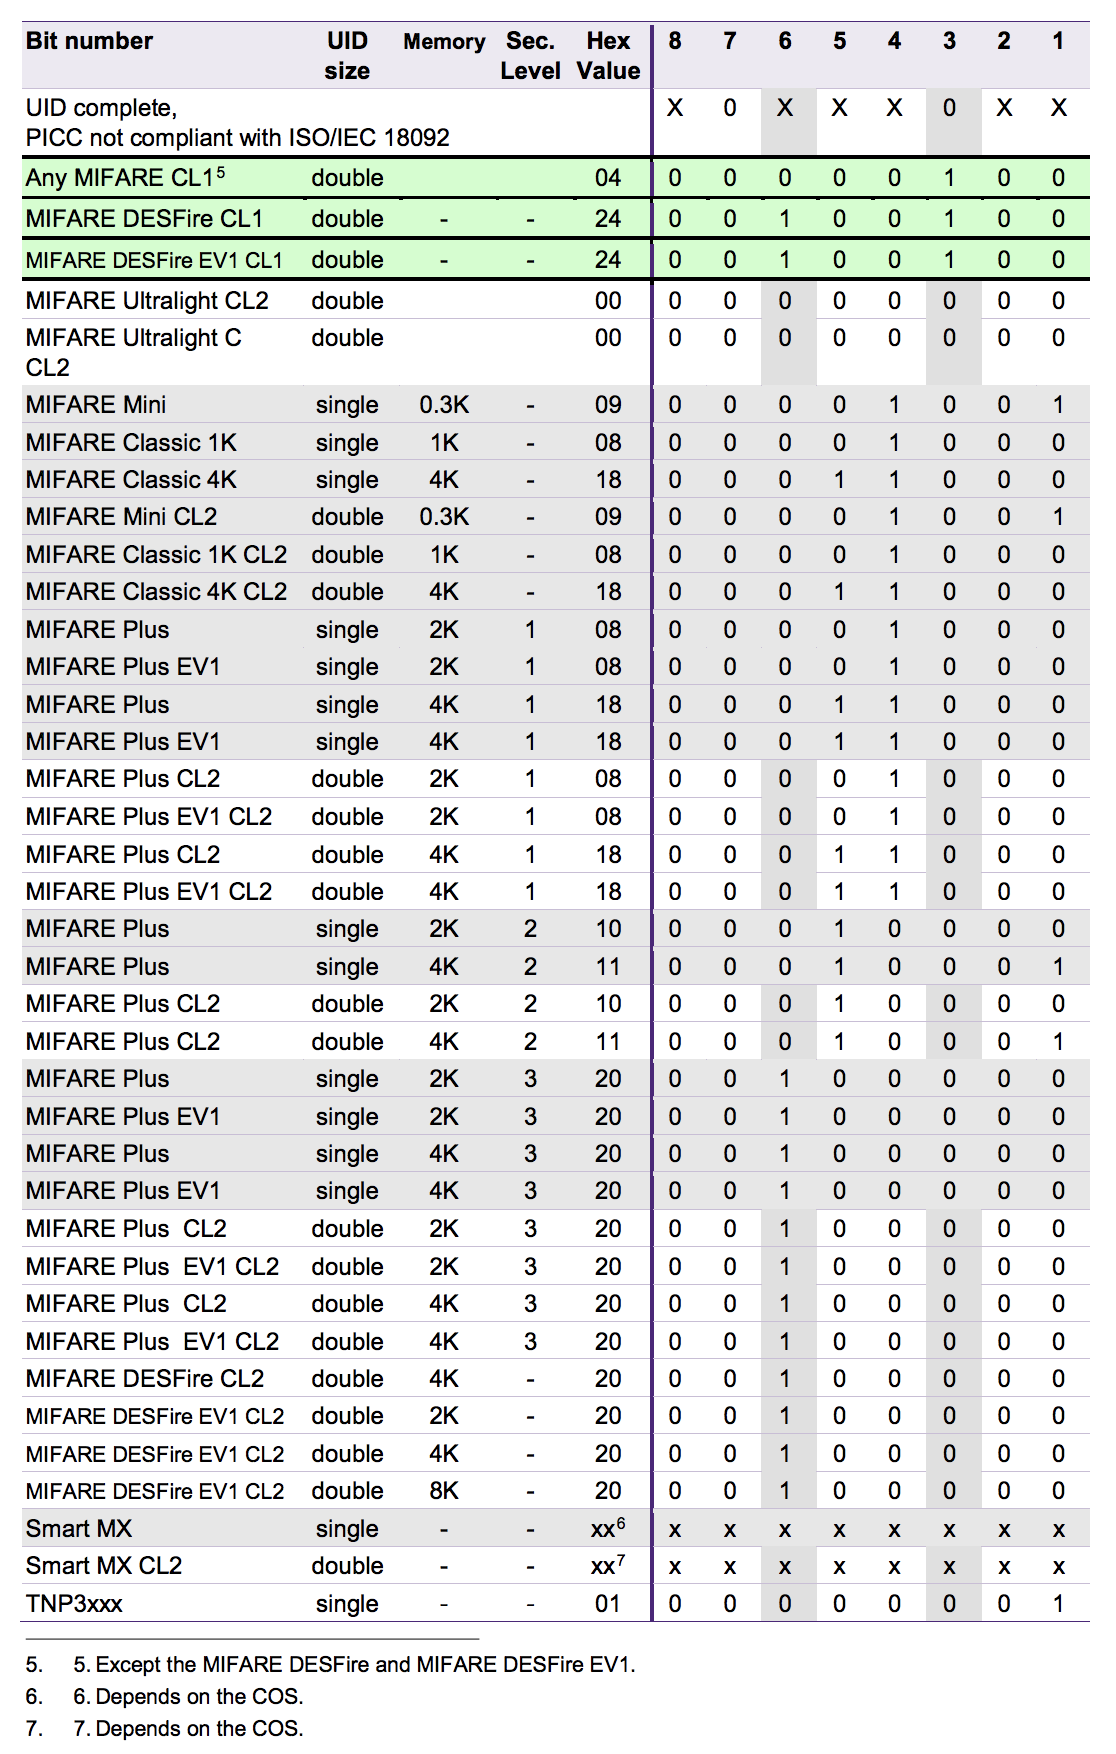 Bit number UID size Memory Sec. Level Hex Value 8 7 6 5 4 3 2 1
UID complete,
PICC not compliant with ISO/IEC 18092 X 0 X X X 0 X X
Any MIFARE CL1⁵ double 04 0 0 0 0 0 1 0 0
MIFARE DESFire CL1 double - - 24 0 0 1 0 0 1 0 0
MIFARE DESFire EV1 CL1 double - - 24 0 0 1 0 0 1 0 0
MIFARE Ultralight CL2 double 00 0 0 0 0 0 0 0 0
MIFARE Ultralight C double 00 0 0 0 0 0 0 0 0
CL2
MIFARE Mini single 0.3K - 09 0 0 0 0 1 0 0 1
MIFARE Classic 1K single 1K - 08 0 0 0 0 1 0 0 0
MIFARE Classic 4K single 4K - 18 0 0 0 1 1 0 0 0
MIFARE Mini CL2 double 0.3K - 09 0 0 0 0 1 0 0 1
MIFARE Classic 1K CL2 double 1K - 08 0 0 0 0 1 0 0 0
MIFARE Classic 4K CL2 double 4K - 18 0 0 0 1 1 0 0 0
MIFARE Plus single 2K 1 08 0 0 0 0 1 0 0 0
MIFARE Plus EV1 single 2K 1 08 0 0 0 0 1 0 0 0
MIFARE Plus single 4K 1 18 0 0 0 1 1 0 0 0
MIFARE Plus EV1 single 4K 1 18 0 0 0 1 1 0 0 0
MIFARE Plus CL2 double 2K 1 08 0 0 0 0 1 0 0 0
MIFARE Plus EV1 CL2 double 2K 1 08 0 0 0 0 1 0 0 0
MIFARE Plus CL2 double 4K 1 18 0 0 0 1 1 0 0 0
MIFARE Plus EV1 CL2 double 4K 1 18 0 0 0 1 1 0 0 0
MIFARE Plus single 2K 2 10 0 0 0 1 0 0 0 0
MIFARE Plus single 4K 2 11 0 0 0 1 0 0 0 1
MIFARE Plus CL2 double 2K 2 10 0 0 0 1 0 0 0 0
MIFARE Plus CL2 double 4K 2 11 0 0 0 1 0 0 0 1
MIFARE Plus single 2K 3 20 0 0 1 0 0 0 0 0
MIFARE Plus EV1 single 2K 3 20 0 0 1 0 0 0 0 0
MIFARE Plus single 4K 3 20 0 0 1 0 0 0 0 0
MIFARE Plus EV1 single 4K 3 20 0 0 1 0 0 0 0 0
MIFARE Plus CL2 double 2K 3 20 0 0 1 0 0 0 0 0
MIFARE Plus EV1 CL2 double 2K 3 20 0 0 1 0 0 0 0 0
MIFARE Plus CL2 double 4K 3 20 0 0 1 0 0 0 0 0
MIFARE Plus EV1 CL2 double 4K 3 20 0 0 1 0 0 0 0 0
MIFARE DESFire CL2 double 4K - 20 0 0 1 0 0 0 0 0
MIFARE DESFire EV1 CL2 double 2K - 20 0 0 1 0 0 0 0 0
MIFARE DESFire EV1 CL2 double 4K - 20 0 0 1 0 0 0 0 0
MIFARE DESFire EV1 CL2 double 8K - 20 0 0 1 0 0 0 0 0
Smart MX single - - xx⁶ x x x x x x x x
Smart MX CL2 double - - xx⁷ x x x x x x x x
TNP3xxx single - - 01 0 0 0 0 0 0 0 1
5. 5. Except the MIFARE DESFire and MIFARE DESFire EV1.
6. 6. Depends on the COS.
7. 7. Depends on the COS.